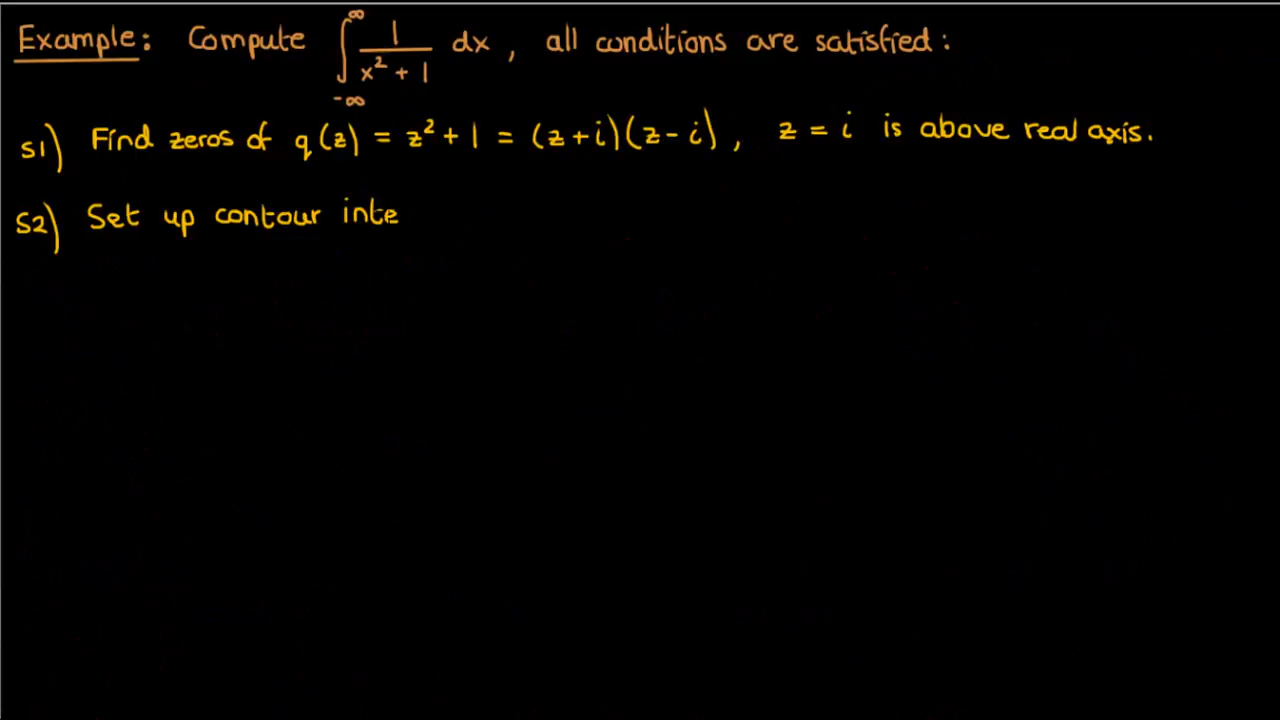 Example: Compute ∫_{-∞}^{∞} 1/(x² + 1) dx, all conditions are satisfied:
S1) Find zeros of q(z) = z² + 1 = (z + i)(z - i), z = i is above real axis.
S2) Set up contour inte